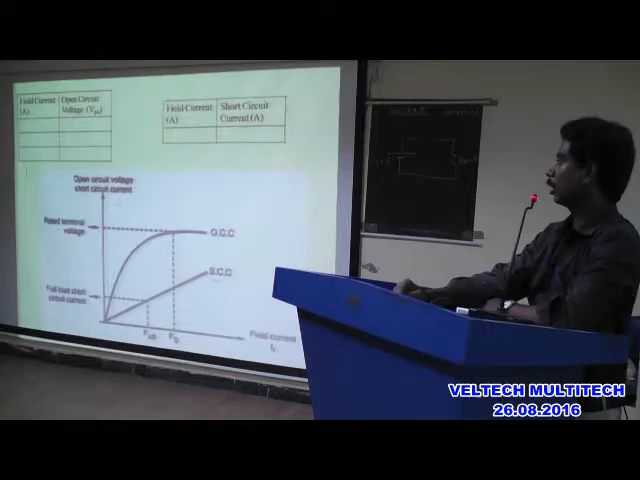 Field Current
(A)
Open Circuit
Voltage (V
Field Current
(A)
Short Circuit
Current (A)
Open circuit voltage
short circuit current
Rated terminal
voltage
O.C.C
S.C.C
Full load short
circuit current
Field current
VELTECH MULTITECH
26.08.2016